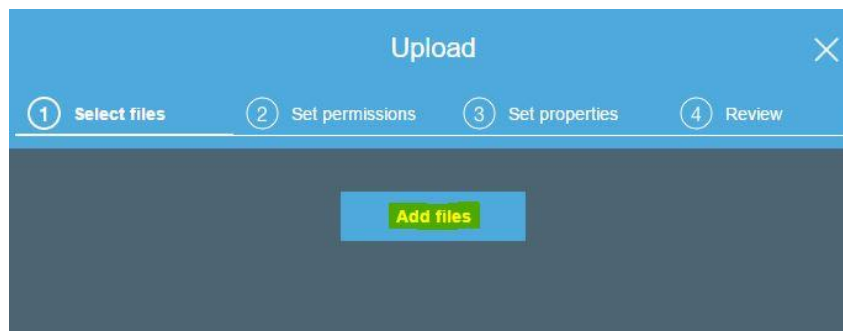 Upload
1 Select files 2 Set permissions 3 Set properties 4 Review
Add files